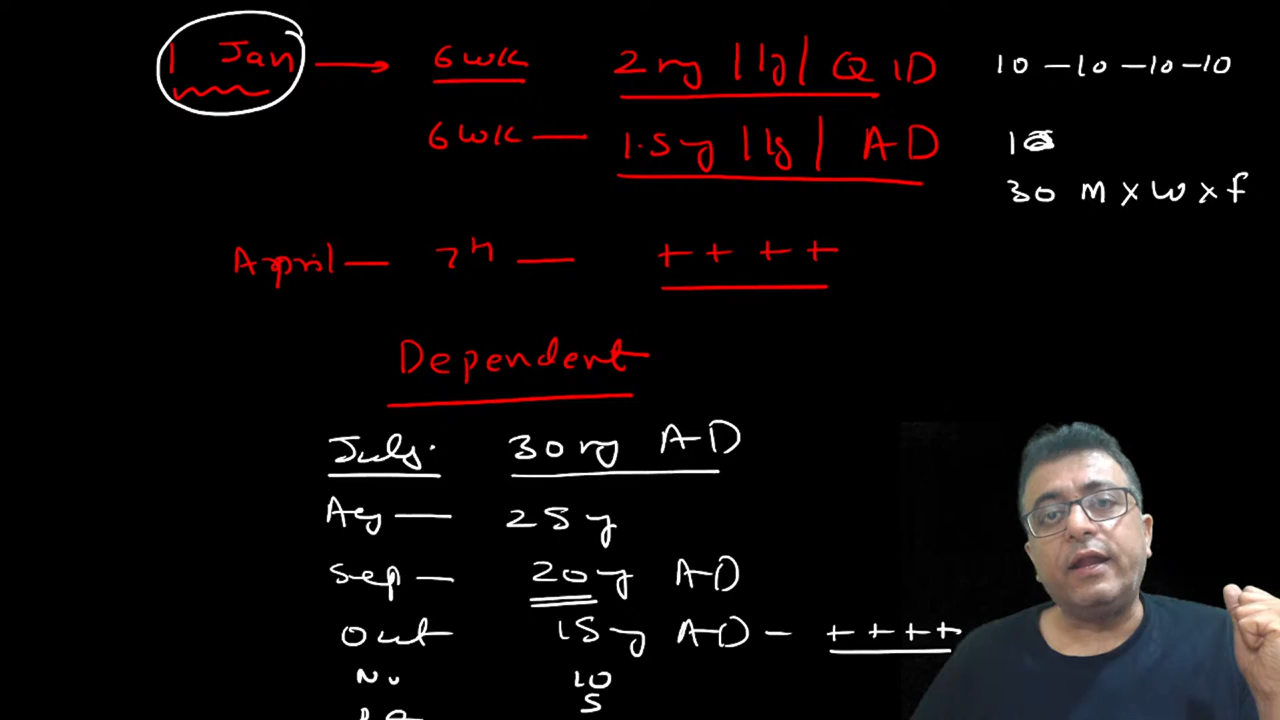 1 Jan → 6wk 2mg | kg | QID 10 – 10 – 10 – 10
6wk — 1.5mg | kg | AD 10
30 M x W x F
April — 7th — + + + +
Dependent
July. 30mg AD
Aug — 25mg
Sep — 20mg AD
Oct 15mg AD – + + + +
Nv 10
5